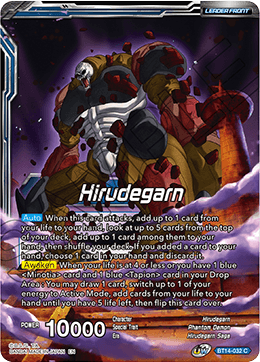 LEADER FRONT
Hirudegarn
Auto When this card attacks, add up to 1 card from
your life to your hand, look at up to 5 cards from the top
of your deck, add up to 1 card among them to your
hand, then shuffle your deck. If you added a card to your
hand, choose 1 card in your hand and discard it.
Awaken When your life is at 4 or less or you have 1 blue
<Minotia> card and 1 blue <Tapion> card in your
Drop Area: You may draw 1 card, switch up to 1 of your
energy to Active Mode, add cards from your life to your
hand until you have 5 life left, then flip this card over.
POWER 10000
Character Hirudegarn
Special Trait Phantom Demon
Era Hirudegarn Saga
BT14-032 C